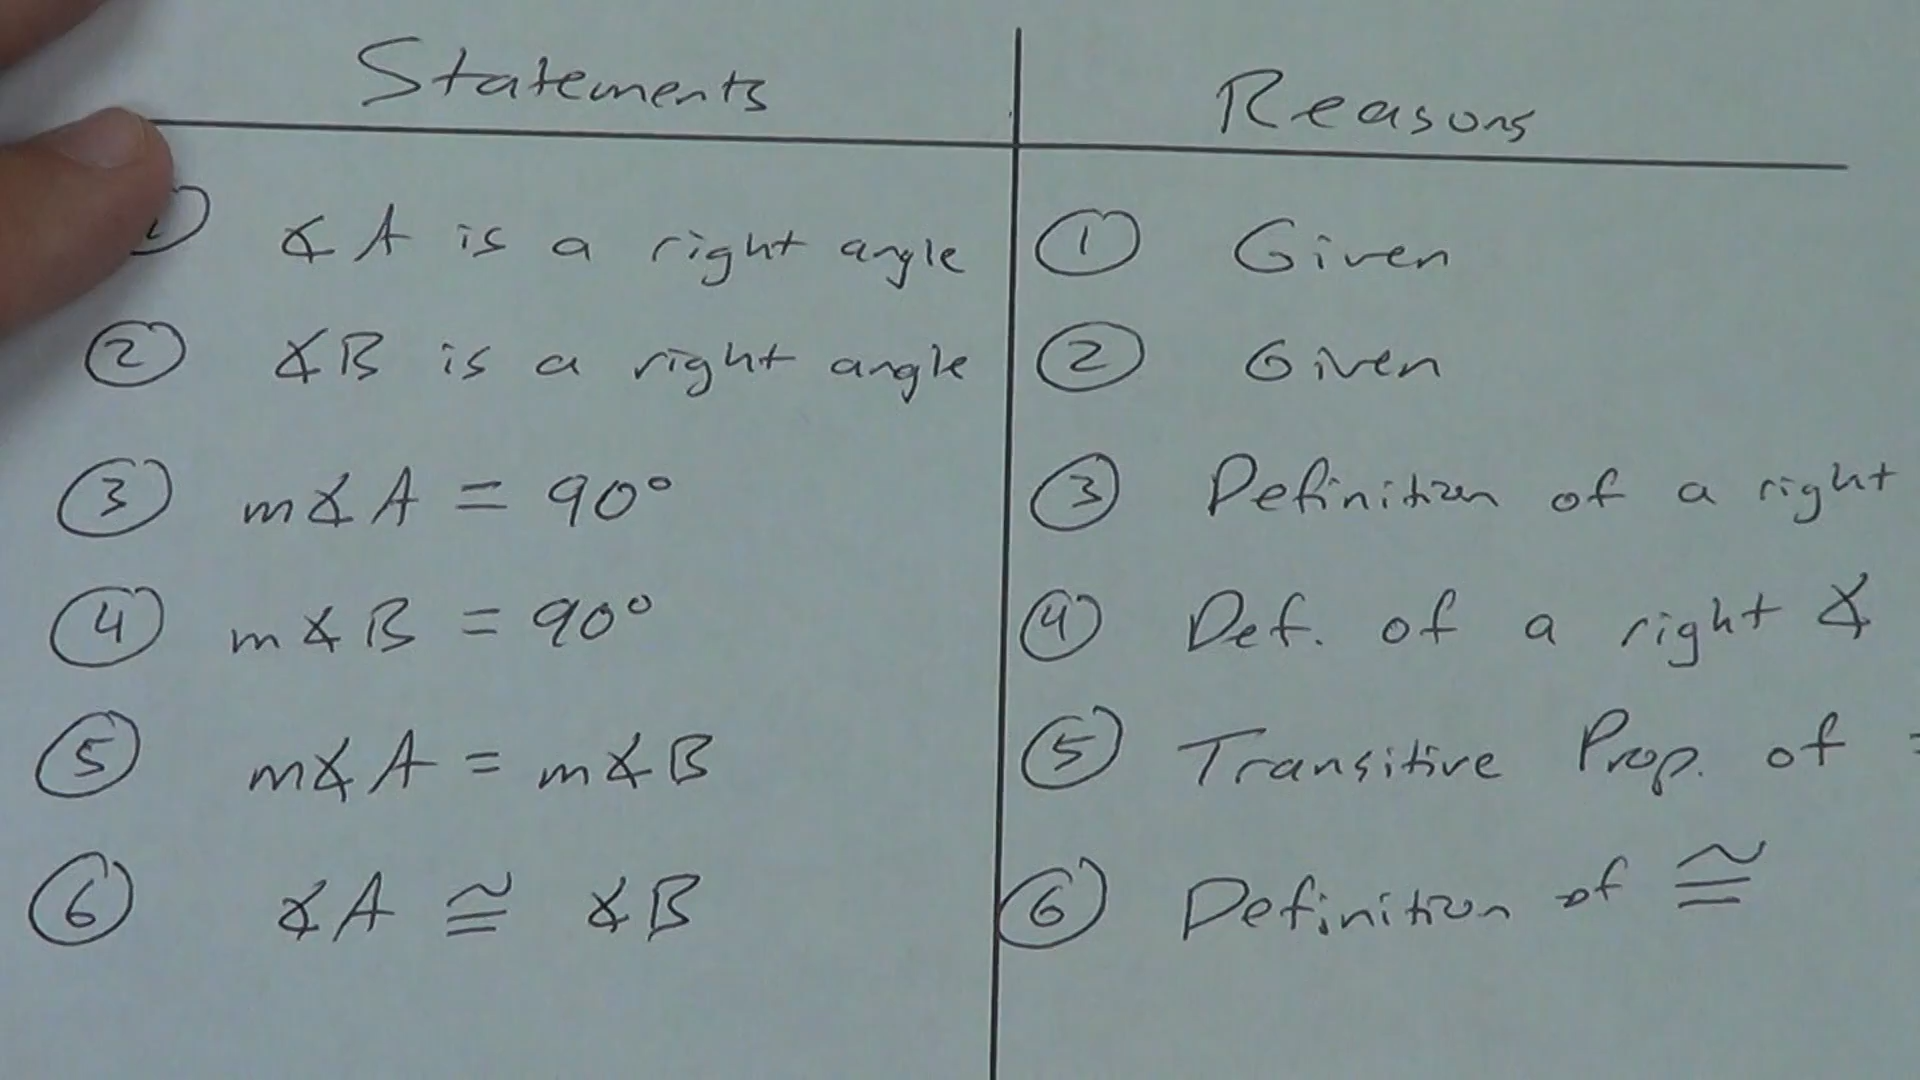 Statements Reasons
① ∡A is a right angle ① Given
② ∡B is a right angle ② Given
③ m∡A = 90° ③ Definition of a right
④ m∡B = 90° ④ Def. of a right ∡
⑤ m∡A = m∡B ⑤ Transitive Prop. of =
⑥ ∡A ≅ ∡B ⑥ Definition of ≅